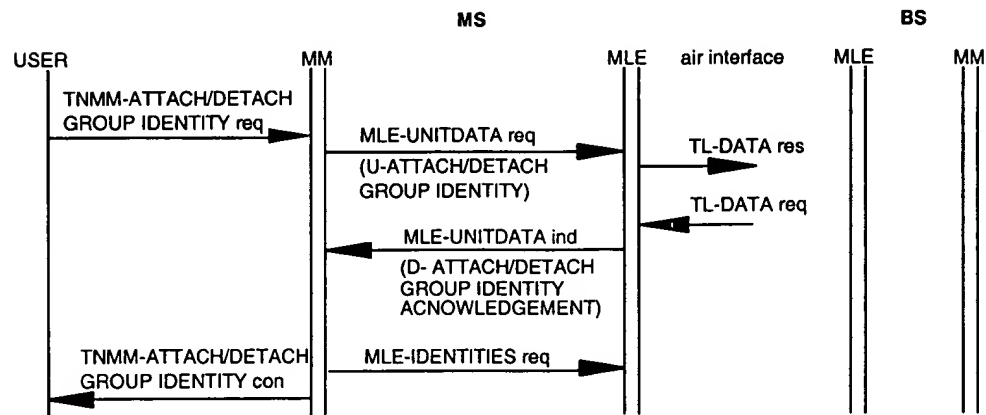 MS
BS
USER
MM
MLE
air interface
MLE
MM
TNMM-ATTACH/DETACH
GROUP IDENTITY req
MLE-UNITDATA req
(U-ATTACH/DETACH
GROUP IDENTITY)
TL-DATA res
TL-DATA req
MLE-UNITDATA ind
(D- ATTACH/DETACH
GROUP IDENTITY
ACNOWLEDGEMENT)
TNMM-ATTACH/DETACH
GROUP IDENTITY con
MLE-IDENTITIES req